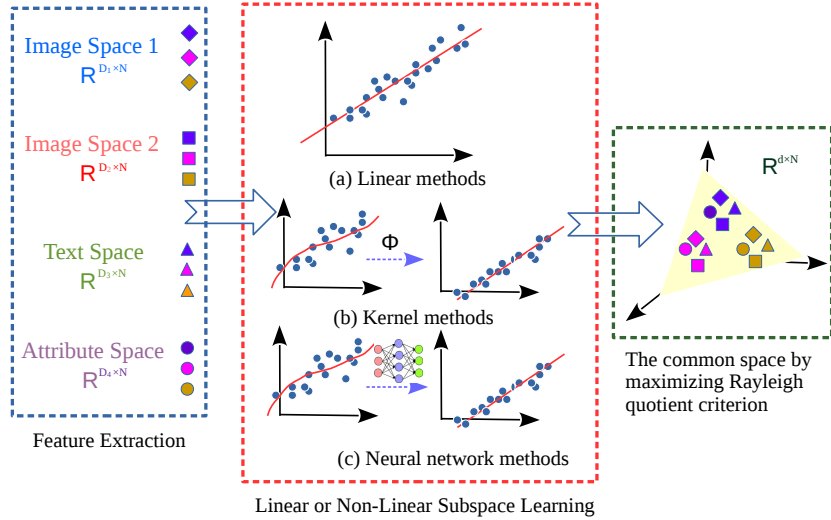 Image Space 1
R D₁×N
Image Space 2
R D₂×N
Text Space
R D₃×N
Attribute Space
R D₄×N
Feature Extraction
(a) Linear methods
Φ
(b) Kernel methods
(c) Neural network methods
Linear or Non-Linear Subspace Learning
R d×N
The common space by
maximizing Rayleigh
quotient criterion